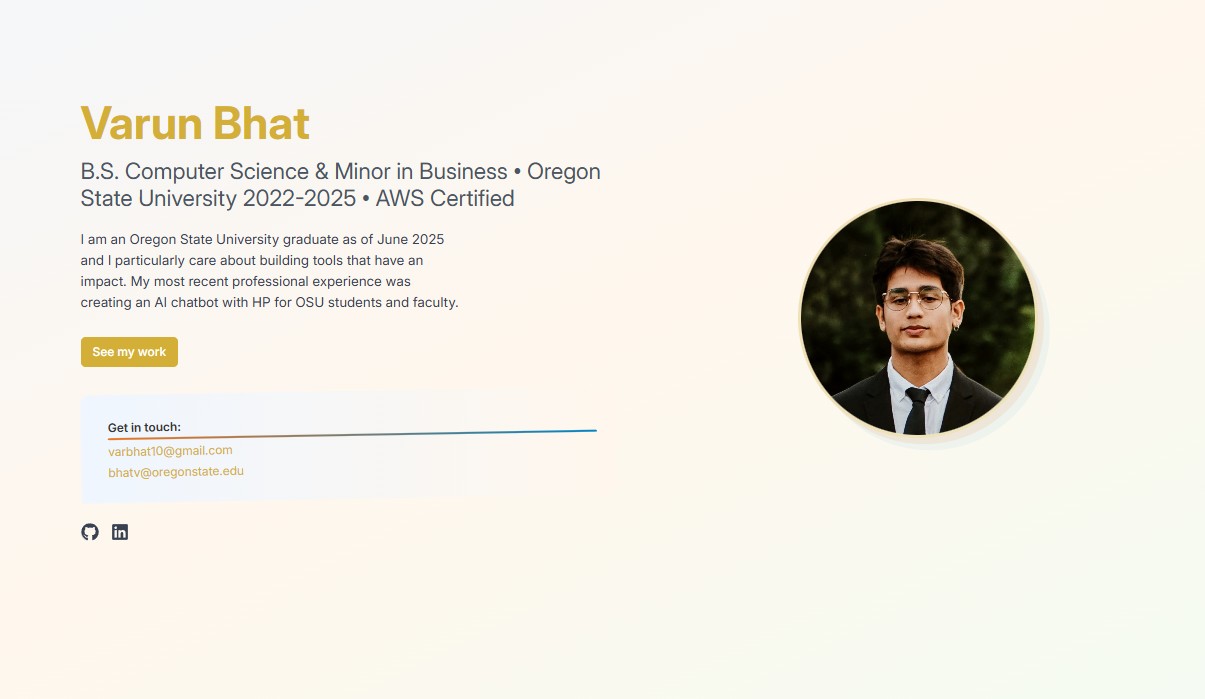 Varun Bhat
B.S. Computer Science & Minor in Business • Oregon
State University 2022-2025 • AWS Certified
I am an Oregon State University graduate as of June 2025
and I particularly care about building tools that have an
impact. My most recent professional experience was
creating an AI chatbot with HP for OSU students and faculty.
See my work
Get in touch:
varbhat10@gmail.com
bhatv@oregonstate.edu
in